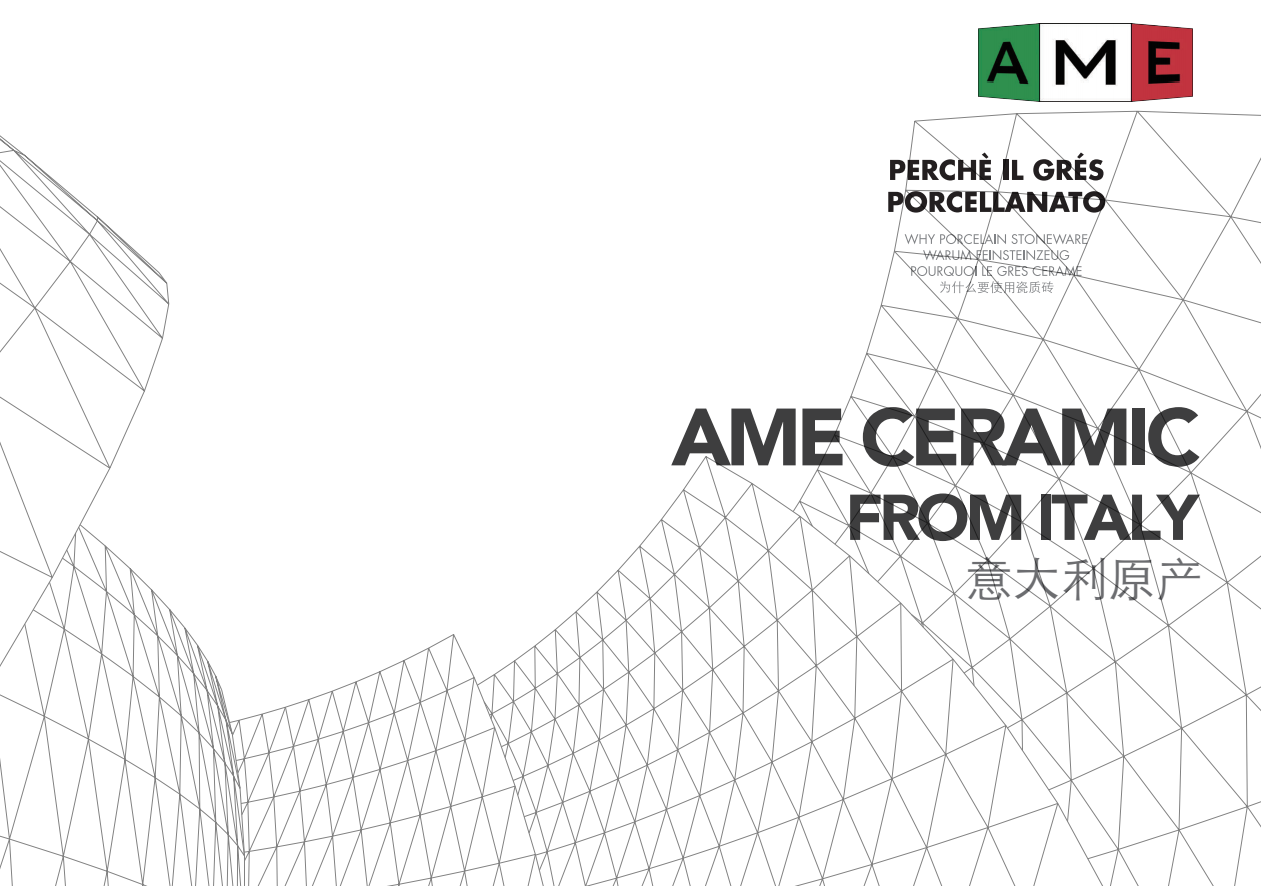 AME
PERCHÈ IL GRÉS
PORCELLANATO
WHY PORCELAIN STONEWARE
WARUM FEINSTEINZEUG
POURQUOI LE GRES CERAME
为什么要使用瓷质砖
AME CERAMIC
FROM ITALY
意大利原产